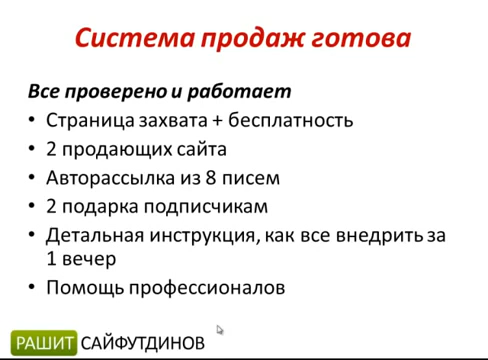 Система продаж готова
Все проверено и работает
• Страница захвата + бесплатность
• 2 продающих сайта
• Авторассылка из 8 писем
• 2 подарка подписчикам
• Детальная инструкция, как все внедрить за
1 вечер
• Помощь профессионалов
РАШИТ САЙФУТДИНОВ